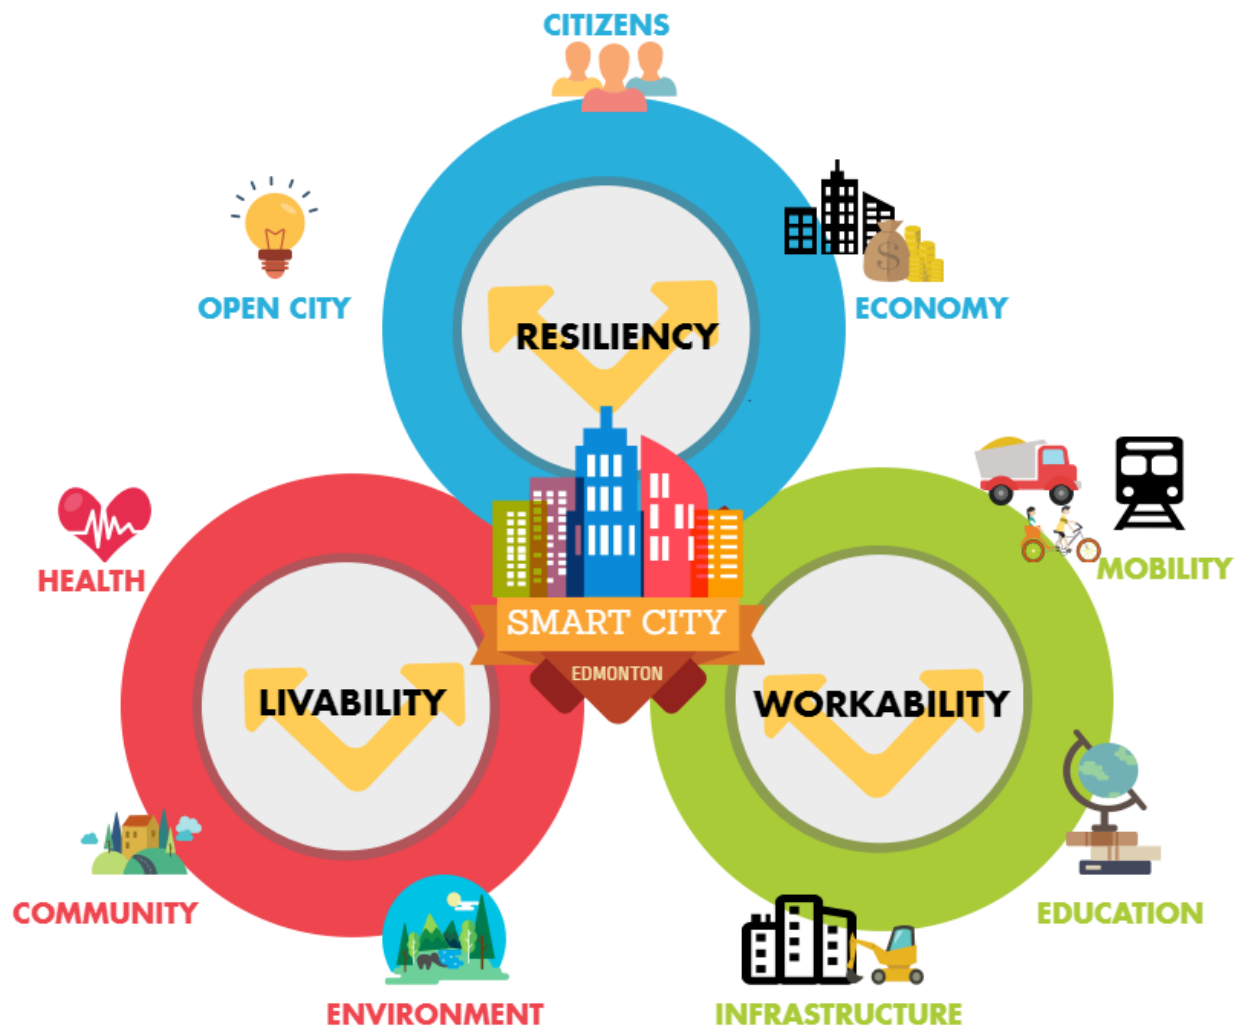 CITIZENS
OPEN CITY
ECONOMY
RESILIENCY
HEALTH
MOBILITY
SMART CITY
EDMONTON
LIVABILITY
WORKABILITY
COMMUNITY
EDUCATION
ENVIRONMENT
INFRASTRUCTURE
$